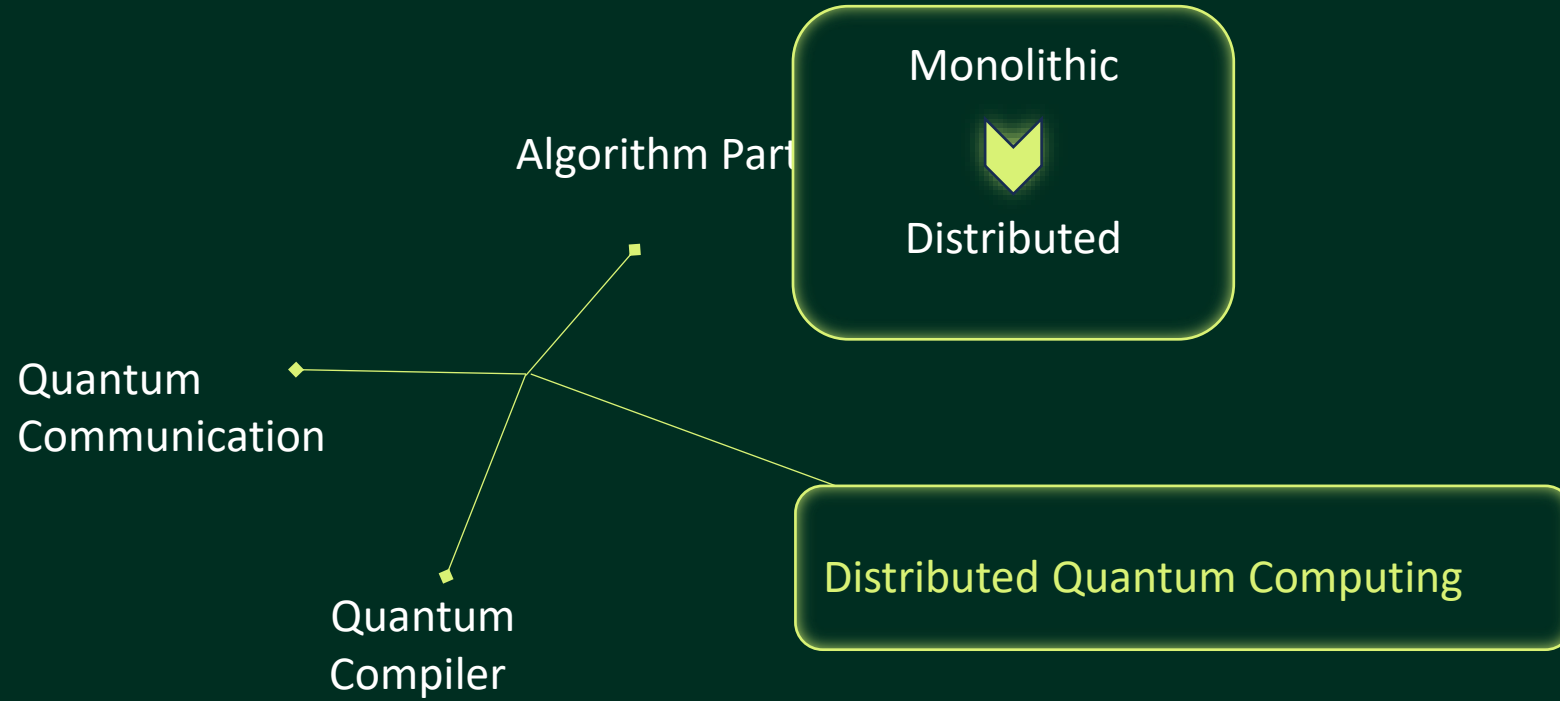 Monolithic
Algorithm Part
Distributed
Quantum
Communication
Distributed Quantum Computing
Quantum
Compiler